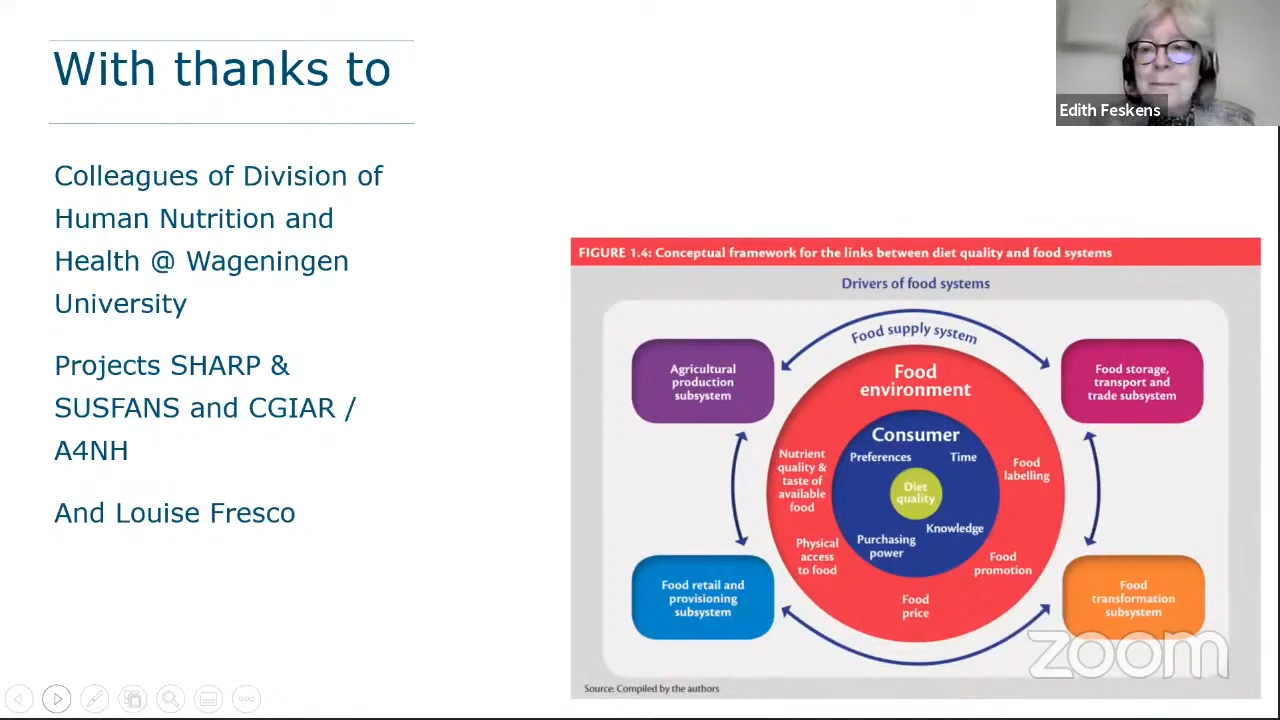 With thanks to
Edith Feskens
Colleagues of Division of
Human Nutrition and
Health @ Wageningen
University
Projects SHARP &
SUSFANS and CGIAR /
A4NH
And Louise Fresco
FIGURE 1.4: Conceptual framework for the links between diet quality and food systems
Drivers of food systems
Food supply system
Agricultural
production
subsystem
Food storage,
transport and
trade subsystem
Food
environment
Consumer
Preferences
Time
Nutrient
quality &
taste of
available
food
Food
labelling
Diet
quality
Knowledge
Purchasing
power
Physical
access
to food
Food
promotion
Food
price
Food retail and
provisioning
subsystem
Food
transformation
subsystem
zoom
Source: Compiled by the authors